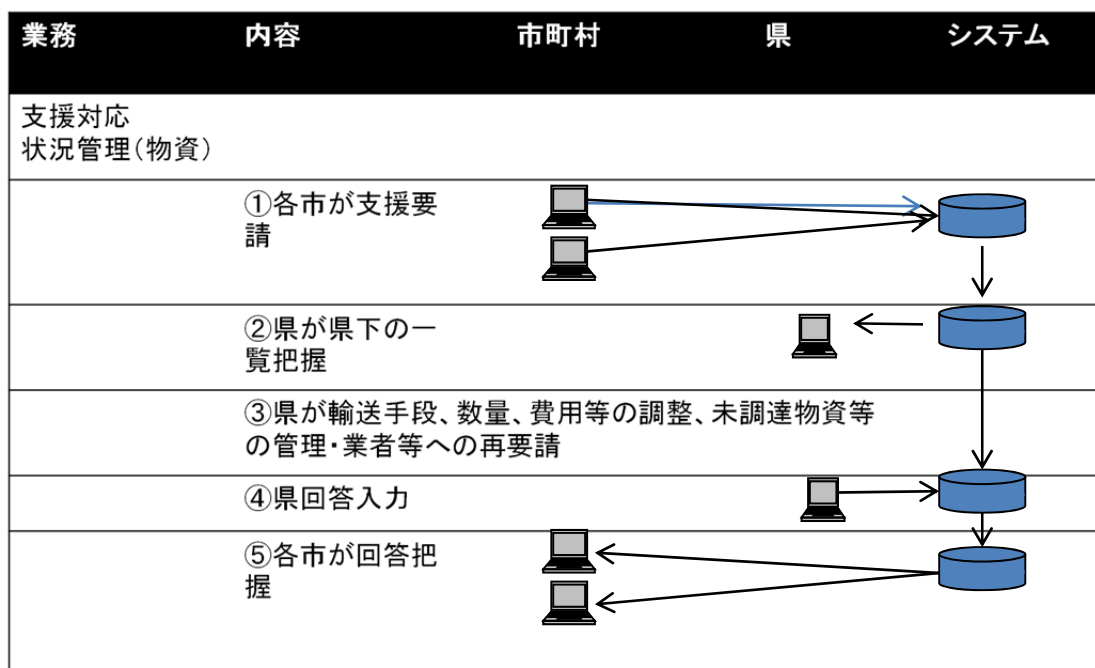 業務 内容 市町村 県 システム
支援対応
状況管理(物資)
①各市が支援要
請
②県が県下の一
覧把握
③県が輸送手段、数量、費用等の調整、未調達物資等
の管理・業者等への再要請
④県回答入力
⑤各市が回答把
握